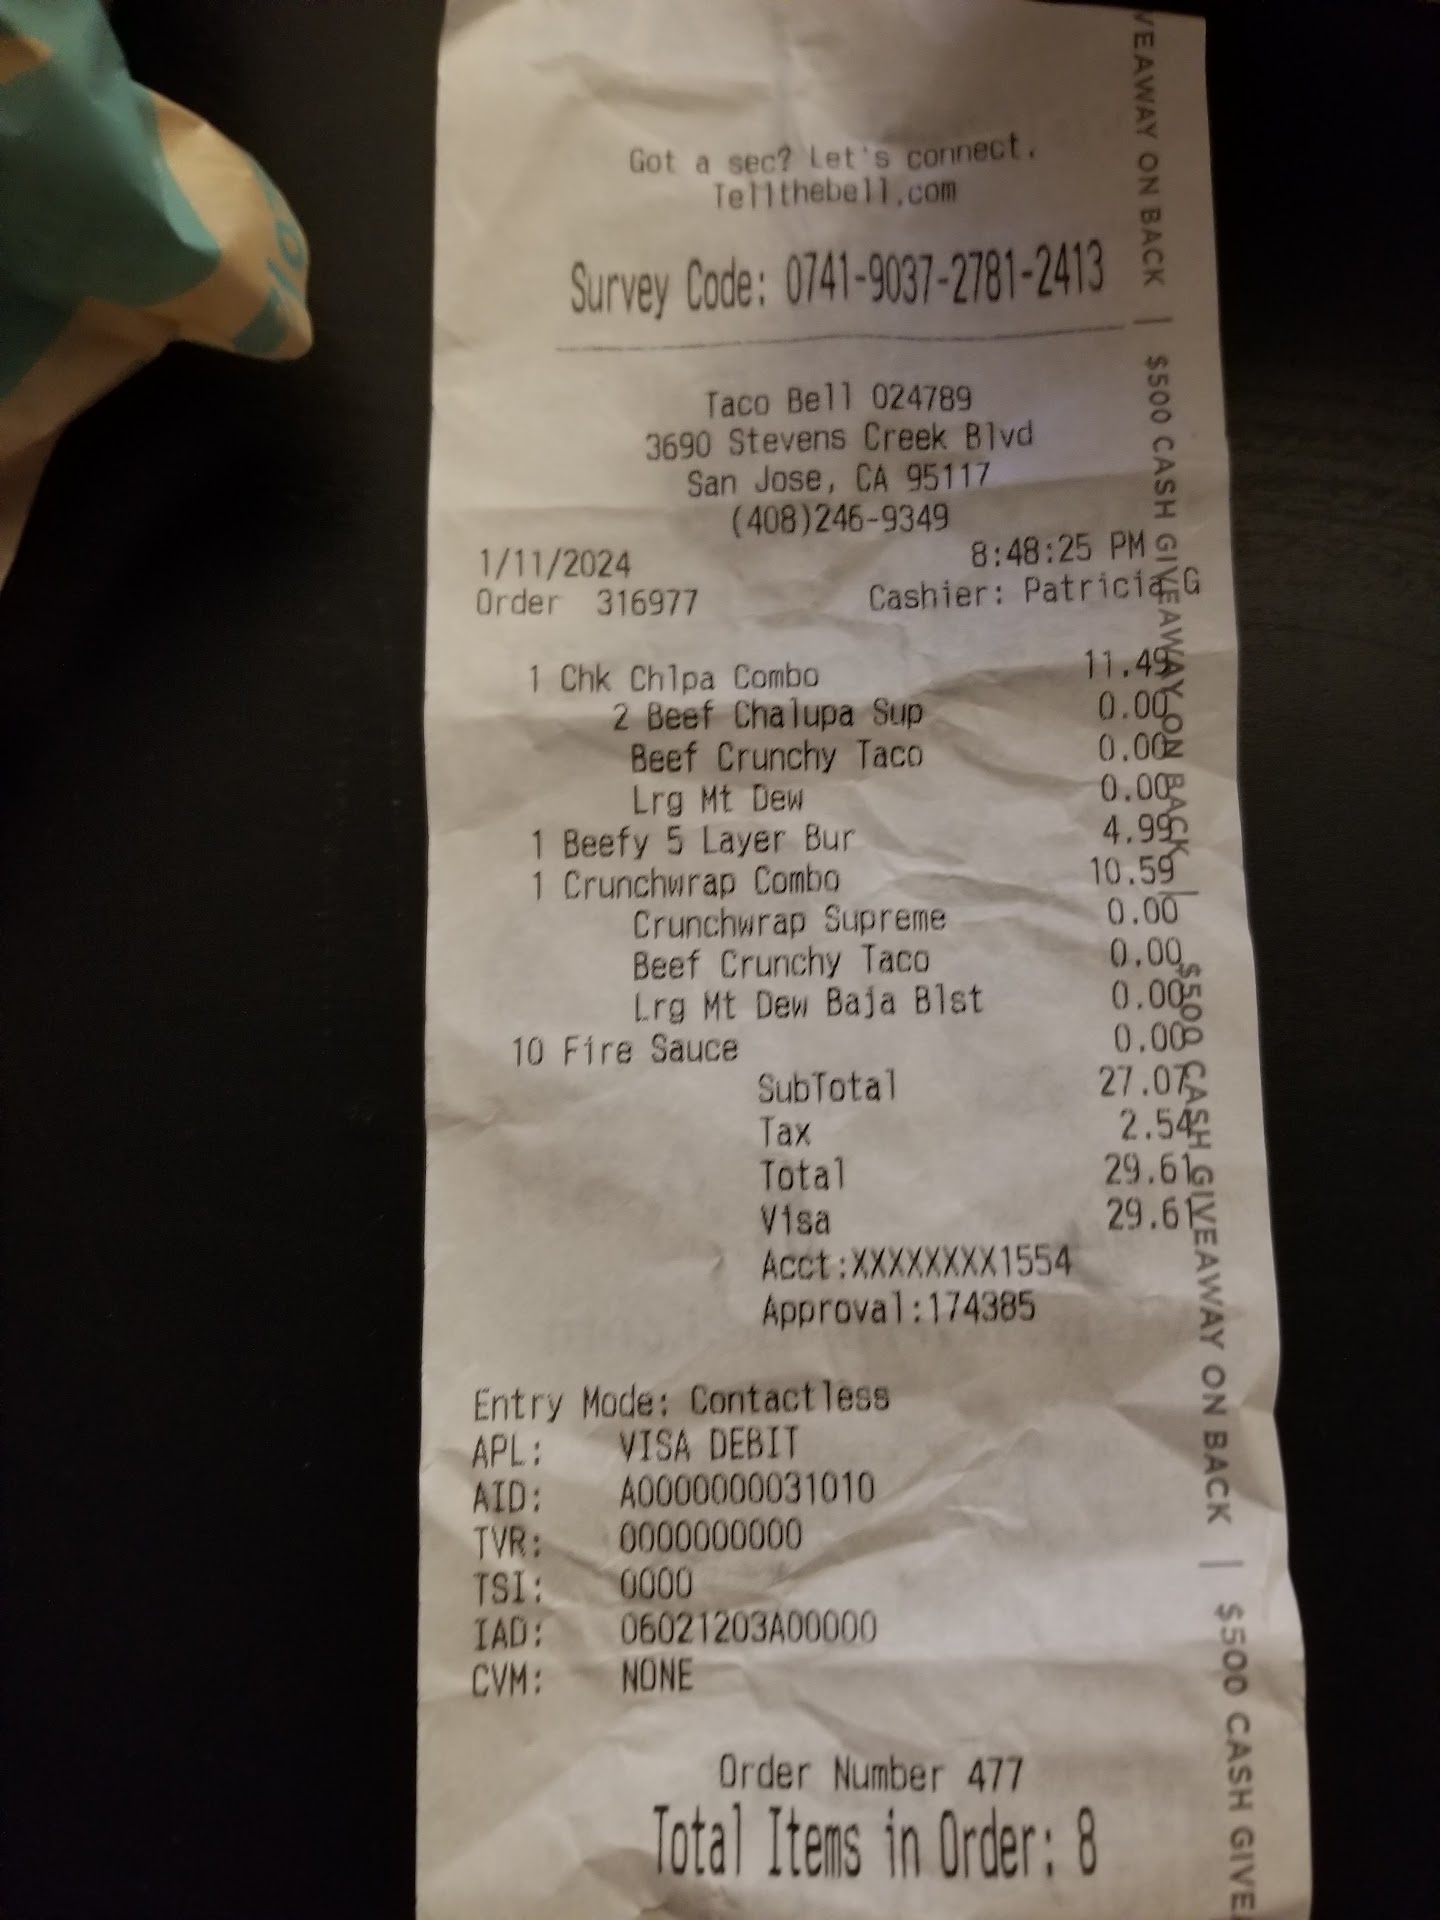 Got a sec? Let's connect.
Tellthebell.com
Survey Code: 0741-9037-2781-2413
Taco Bell 024789
3690 Stevens Creek Blvd
San Jose, CA 95117
(408)246-9349
1/11/2024 8:48:25 PM
Order 316977 Cashier: Patricia G
1 Chk Chlpa Combo 11.49
2 Beef Chalupa Sup 0.00
Beef Crunchy Taco 0.00
Lrg Mt Dew 0.00
1 Beefy 5 Layer Bur 4.99
1 Crunchwrap Combo 10.59
Crunchwrap Supreme 0.00
Beef Crunchy Taco 0.00
Lrg Mt Dew Baja Blst 0.00
10 Fire Sauce 0.00
SubTotal 27.07
Tax 2.54
Total 29.61
Visa 29.61
Acct:XXXXXXXX1554
Approval:174385
Entry Mode: Contactless
APL: VISA DEBIT
AID: A0000000031010
TVR: 0000000000
TSI: 0000
IAD: 06021203A00000
CVM: NONE
Order Number 477
Total Items in Order: 8
VEAWAY ON BACK | $500 CASH GIVEAWAY ON BACK | $500 CASH GIVEAWAY ON BACK | $500 CASH GIVEA